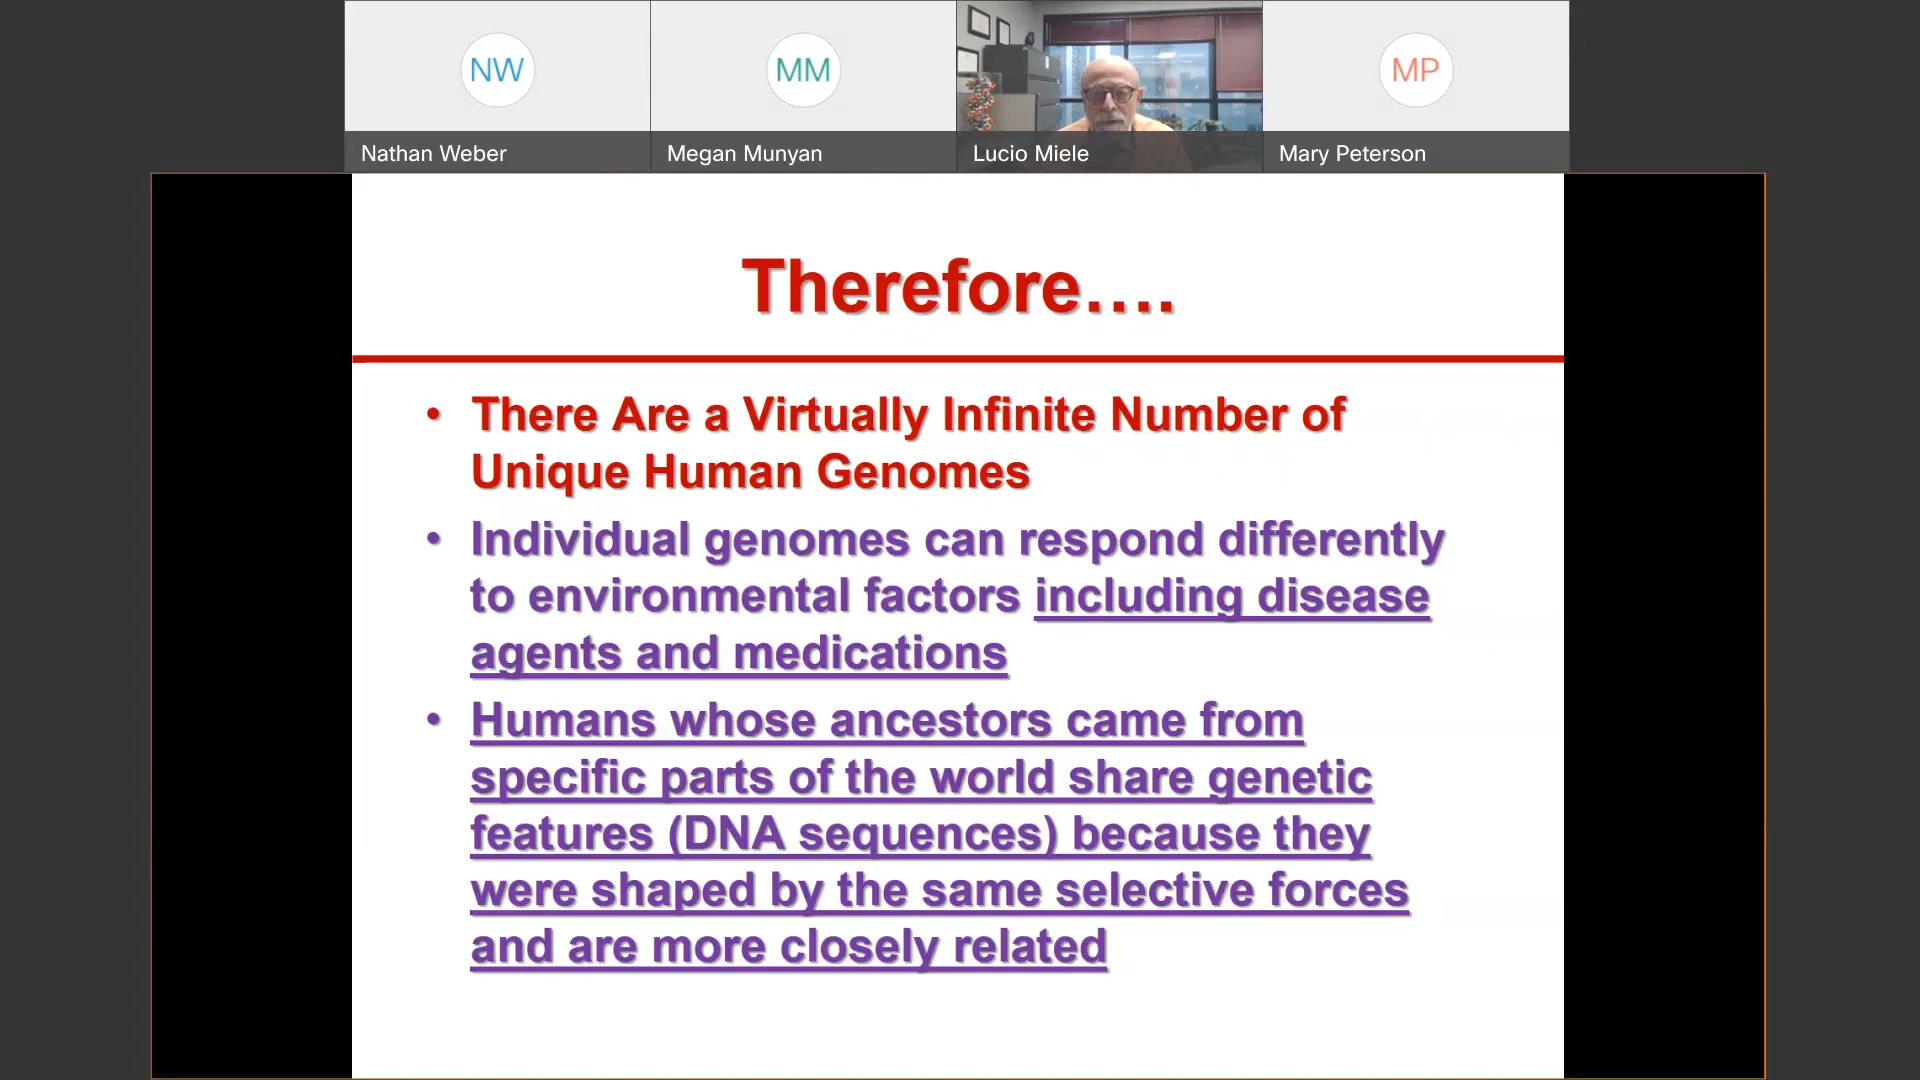 NW
MM
MP
Nathan Weber
Megan Munyan
Lucio Miele
Mary Peterson
Therefore....
• There Are a Virtually Infinite Number of
Unique Human Genomes
• Individual genomes can respond differently
to environmental factors including disease
agents and medications
• Humans whose ancestors came from
specific parts of the world share genetic
features (DNA sequences) because they
were shaped by the same selective forces
and are more closely related